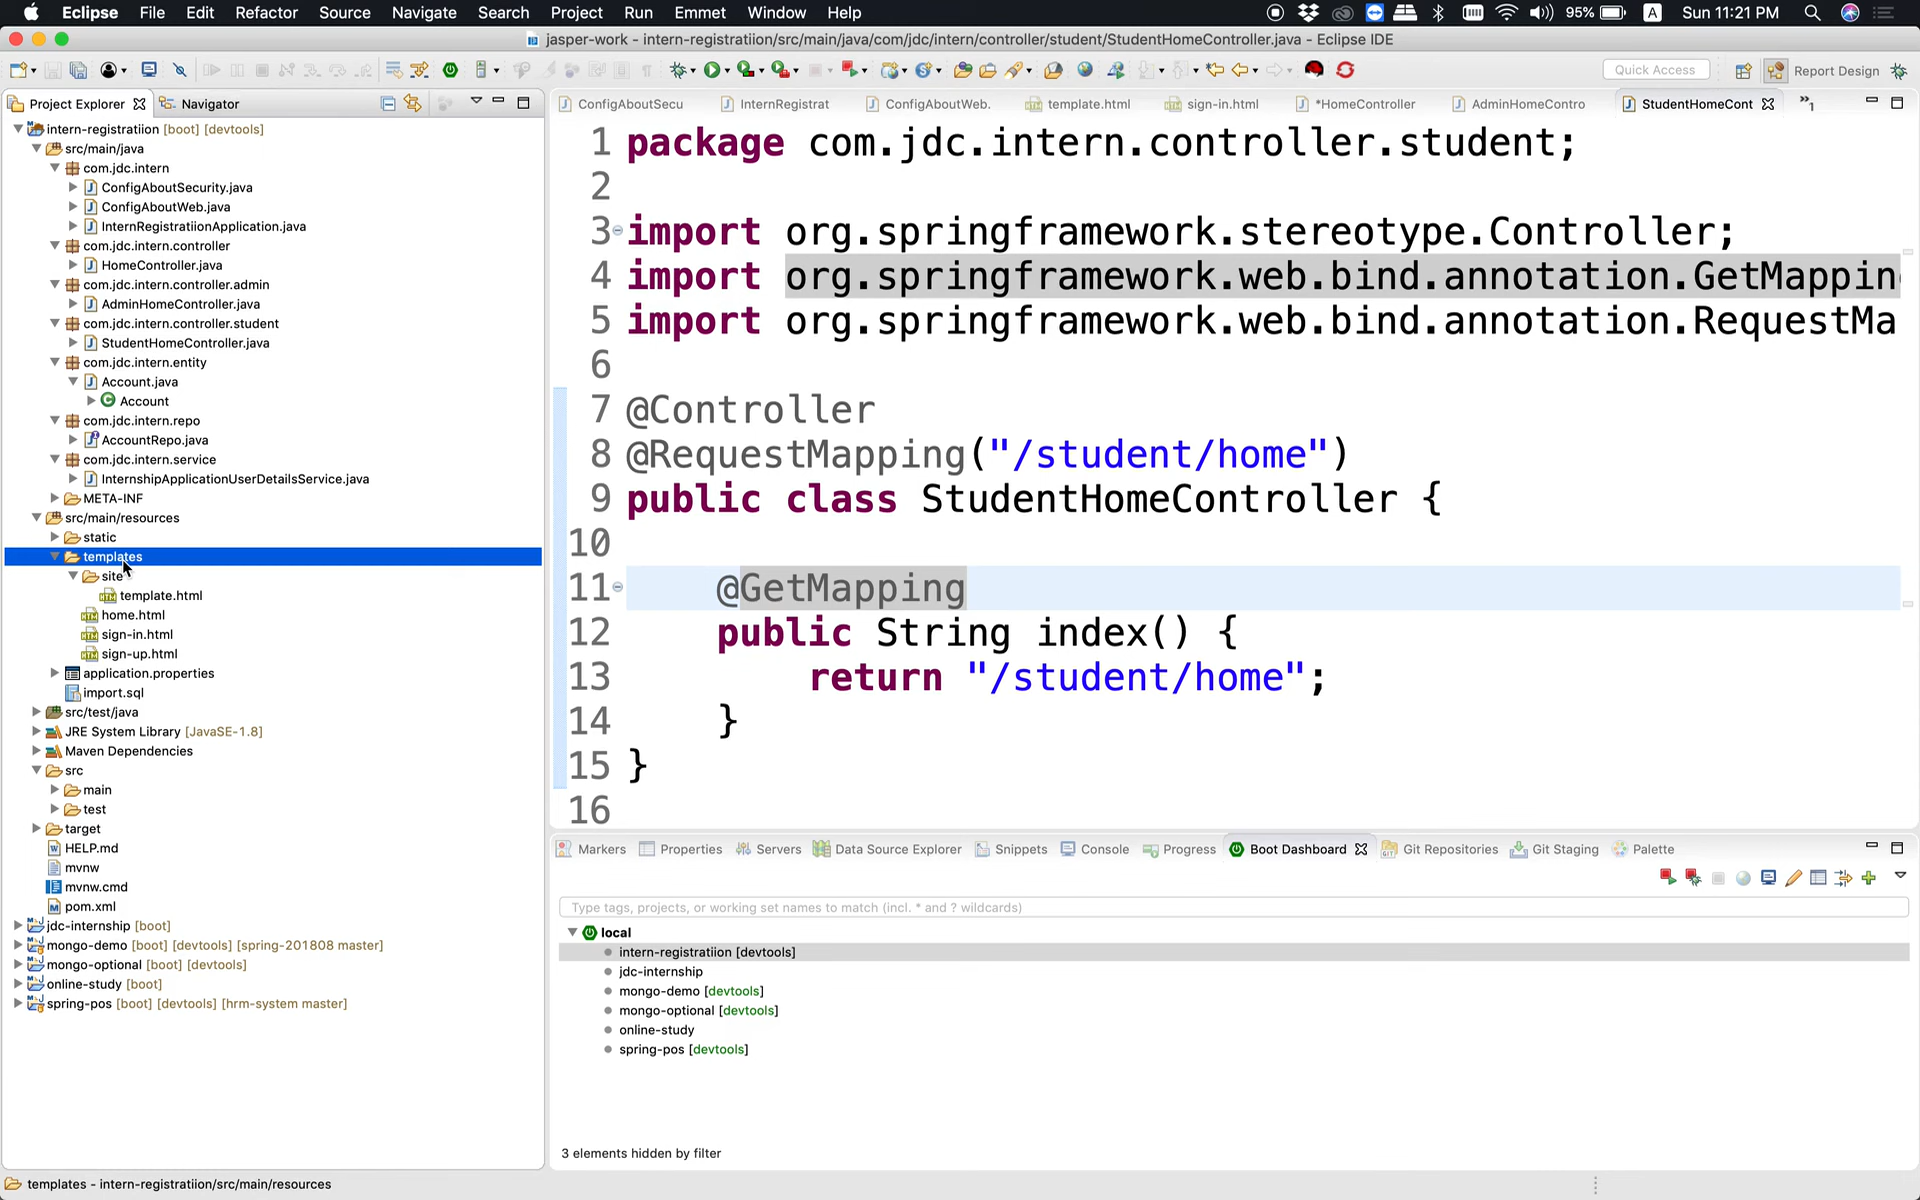 Eclipse File Edit Refactor Source Navigate Search Project Run Emmet Window Help 95% A Sun 11:21 PM
jasper-work - intern-registratiion/src/main/java/com/jdc/intern/controller/student/StudentHomeController.java - Eclipse IDE
Quick Access Report Design
Project Explorer Navigator
intern-registratiion [boot] [devtools]
src/main/java
com.jdc.intern
ConfigAboutSecurity.java
ConfigAboutWeb.java
InternRegistratiionApplication.java
com.jdc.intern.controller
HomeController.java
com.jdc.intern.controller.admin
AdminHomeController.java
com.jdc.intern.controller.student
StudentHomeController.java
com.jdc.intern.entity
Account.java
Account
com.jdc.intern.repo
AccountRepo.java
com.jdc.intern.service
InternshipApplicationUserDetailsService.java
META-INF
src/main/resources
static
templates
site
template.html
home.html
sign-in.html
sign-up.html
application.properties
import.sql
src/test/java
JRE System Library [JavaSE-1.8]
Maven Dependencies
src
main
test
target
HELP.md
mvnw
mvnw.cmd
pom.xml
jdc-internship [boot]
mongo-demo [boot] [devtools] [spring-201808 master]
mongo-optional [boot] [devtools]
online-study [boot]
spring-pos [boot] [devtools] [hrm-system master]
ConfigAboutSecu InternRegistrat ConfigAboutWeb. template.html sign-in.html *HomeController AdminHomeContro StudentHomeCont »1
1 package com.jdc.intern.controller.student;
2
3 import org.springframework.stereotype.Controller;
4 import org.springframework.web.bind.annotation.GetMappin
5 import org.springframework.web.bind.annotation.RequestMa
6
7 @Controller
8 @RequestMapping("/student/home")
9 public class StudentHomeController {
10
11 @GetMapping
12 public String index() {
13 return "/student/home";
14 }
15 }
16
Markers Properties Servers Data Source Explorer Snippets Console Progress Boot Dashboard Git Repositories Git Staging Palette
Type tags, projects, or working set names to match (incl. * and ? wildcards)
local
intern-registratiion [devtools]
jdc-internship
mongo-demo [devtools]
mongo-optional [devtools]
online-study
spring-pos [devtools]
3 elements hidden by filter
templates - intern-registratiion/src/main/resources